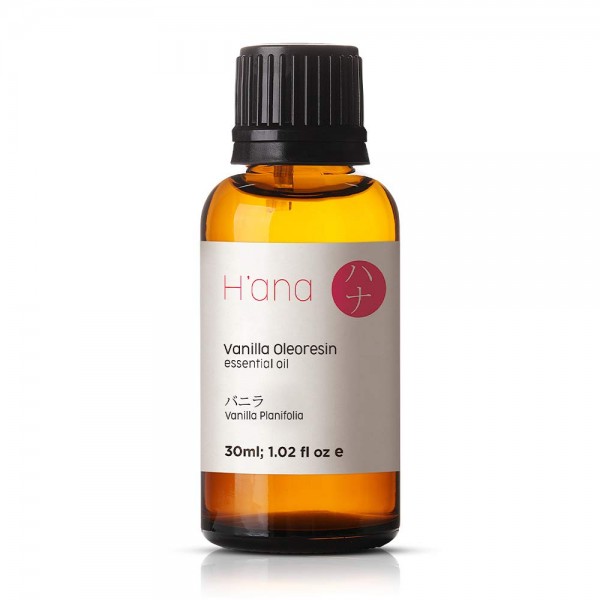 H'ana
ハ
ナ
Vanilla Oleoresin
essential oil
バニラ
Vanilla Planifolia
30ml; 1.02 fl oz e